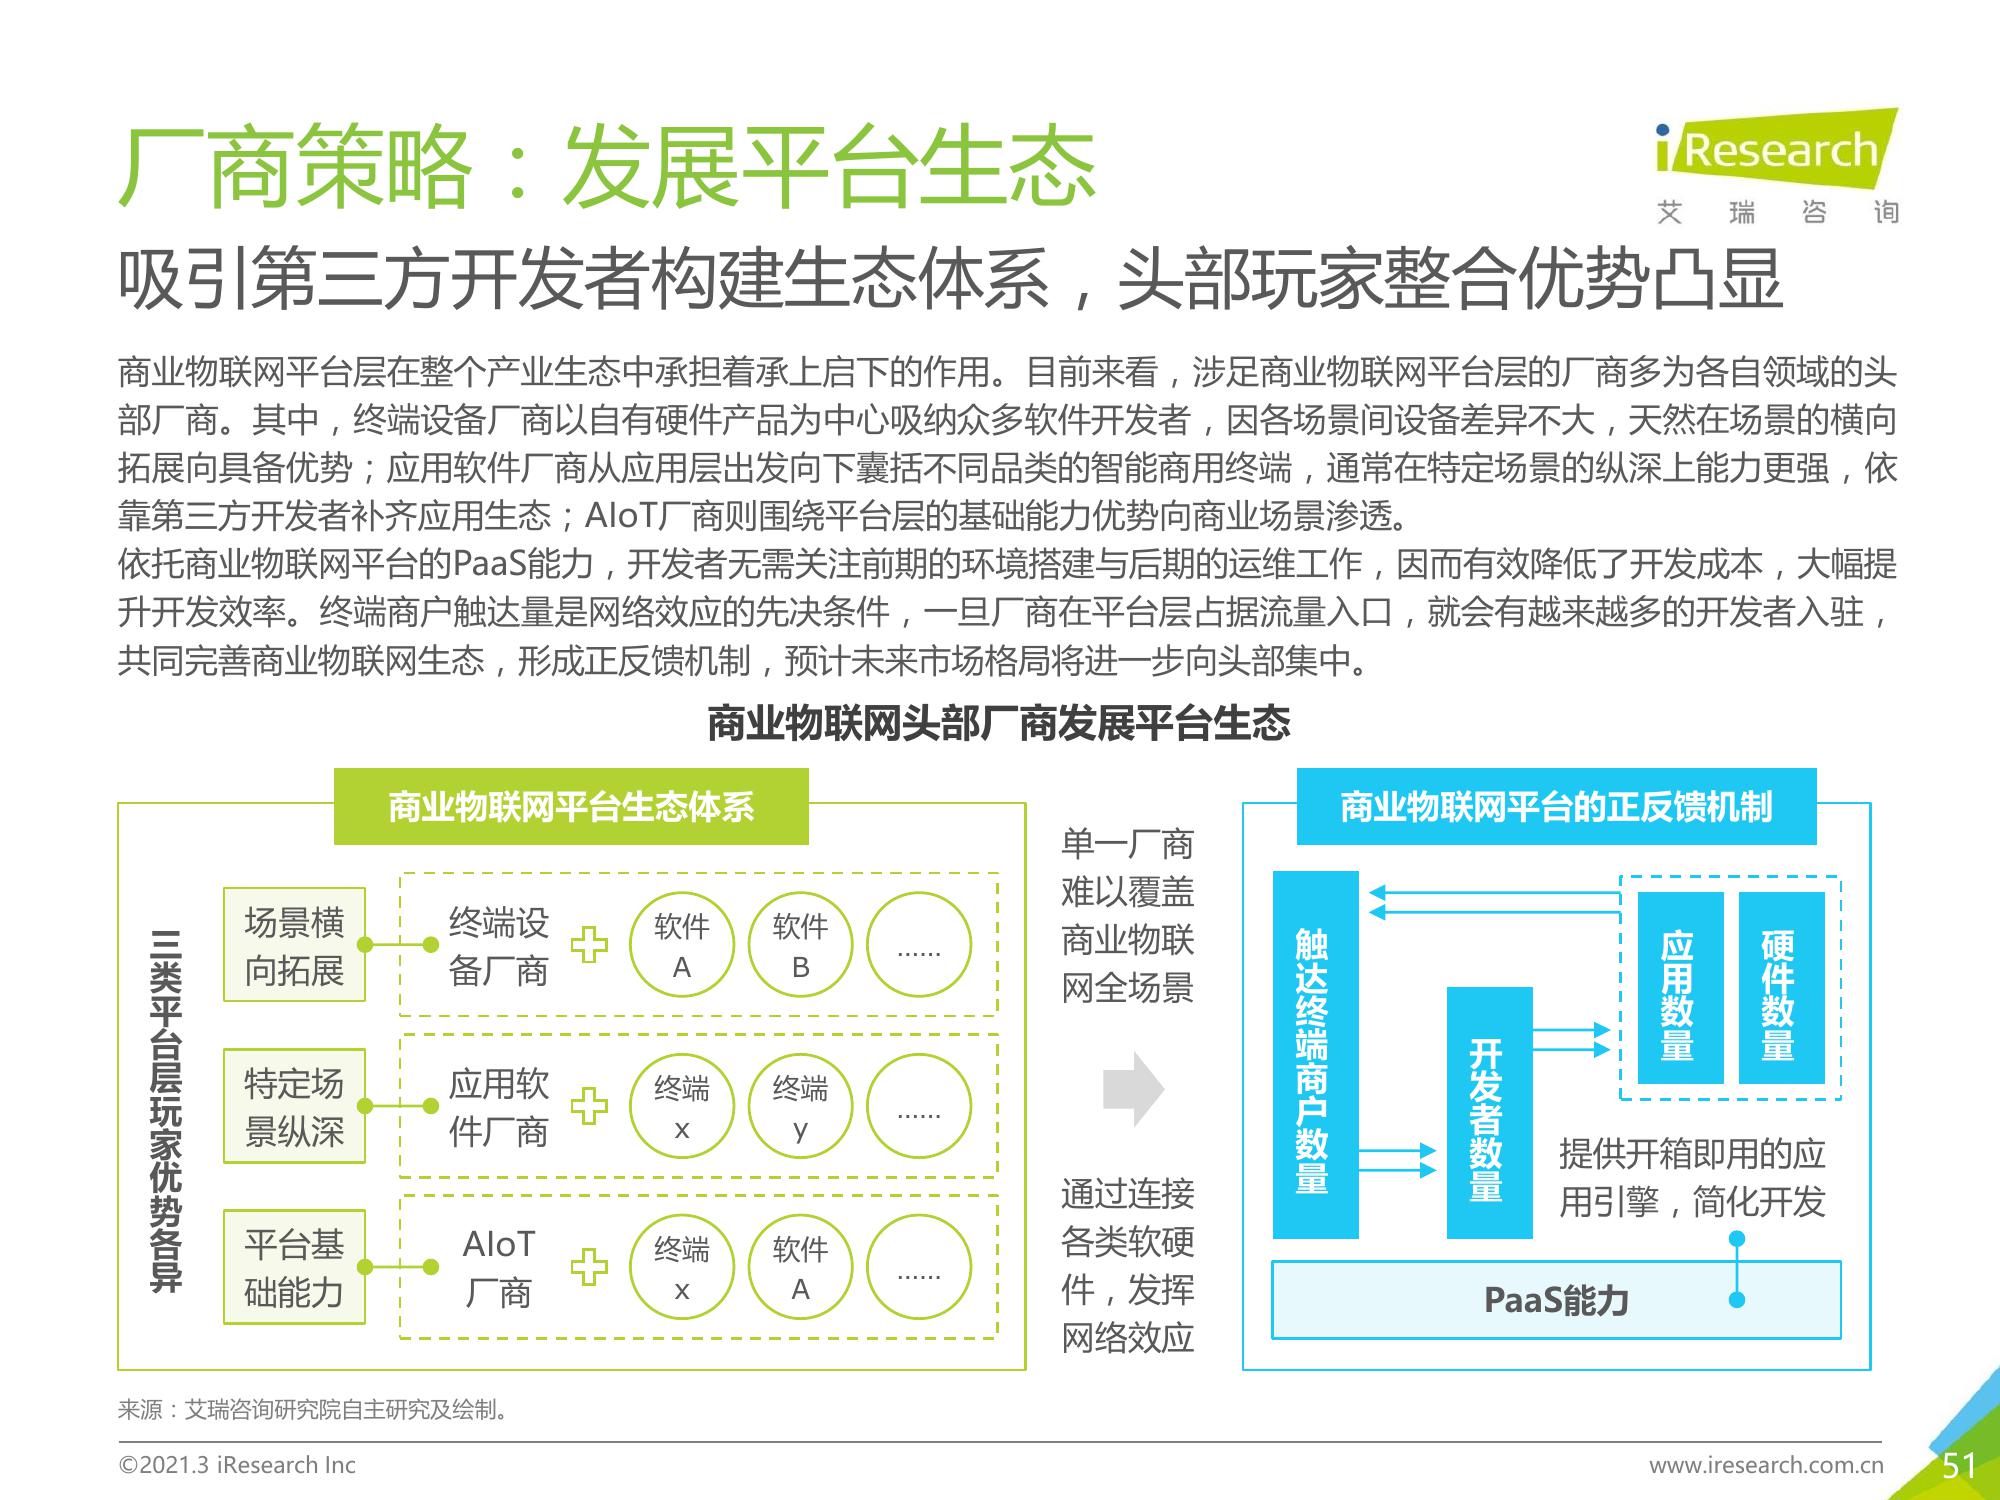 厂商策略：发展平台生态
iResearch
艾瑞咨询
吸引第三方开发者构建生态体系，头部玩家整合优势凸显
商业物联网平台层在整个产业生态中承担着承上启下的作用。目前来看，涉足商业物联网平台层的厂商多为各自领域的头
部厂商。其中，终端设备厂商以自有硬件产品为中心吸纳众多软件开发者，因各场景间设备差异不大，天然在场景的横向
拓展向具备优势；应用软件厂商从应用层出发向下囊括不同品类的智能商用终端，通常在特定场景的纵深上能力更强，依
靠第三方开发者补齐应用生态；AIoT厂商则围绕平台层的基础能力优势向商业场景渗透。
依托商业物联网平台的PaaS能力，开发者无需关注前期的环境搭建与后期的运维工作，因而有效降低了开发成本，大幅提
升开发效率。终端商户触达量是网络效应的先决条件，一旦厂商在平台层占据流量入口，就会有越来越多的开发者入驻，
共同完善商业物联网生态，形成正反馈机制，预计未来市场格局将进一步向头部集中。
商业物联网头部厂商发展平台生态
商业物联网平台生态体系
三类平台层玩家优势各异
场景横
向拓展
终端设
备厂商
软件
A
软件
B
……
特定场
景纵深
应用软
件厂商
终端
x
终端
y
……
平台基
础能力
AIoT
厂商
终端
x
软件
A
……
单一厂商
难以覆盖
商业物联
网全场景
通过连接
各类软硬
件，发挥
网络效应
商业物联网平台的正反馈机制
触达终端商户数量
开发者数量
应用数量
硬件数量
提供开箱即用的应
用引擎，简化开发
PaaS能力
来源：艾瑞咨询研究院自主研究及绘制。
©2021.3 iResearch Inc
www.iresearch.com.cn
51